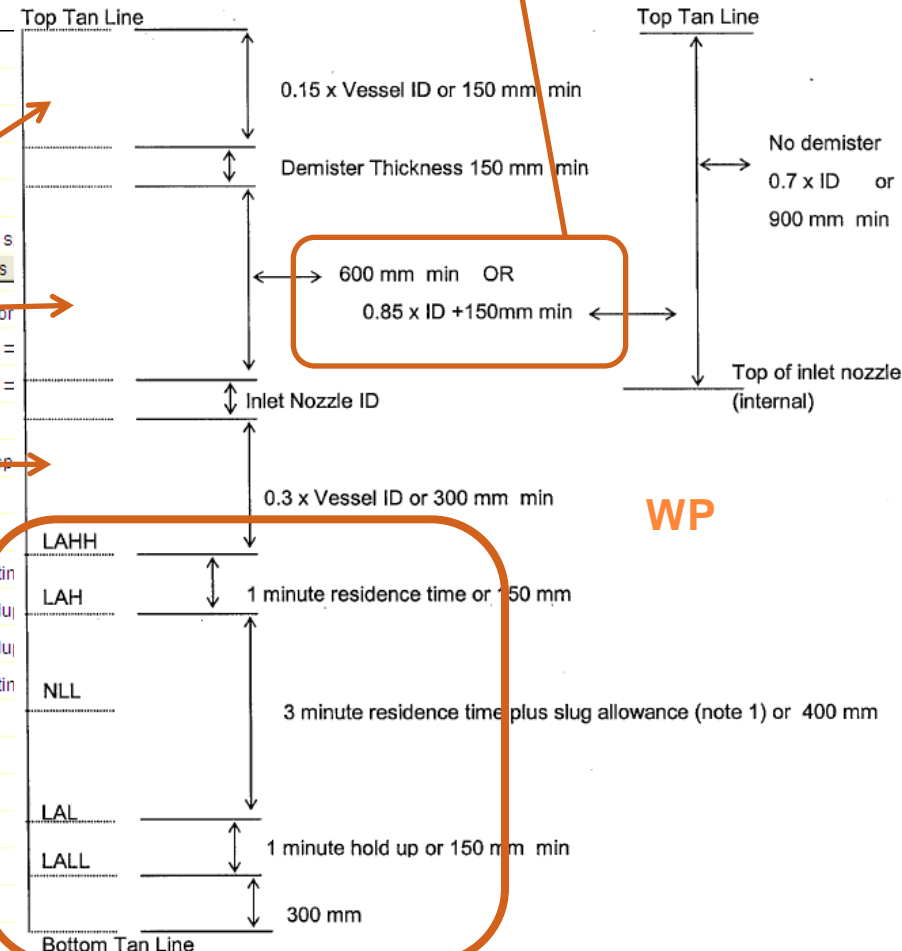 Top Tan Line
Top Tan Line
0.15 x Vessel ID or 150 mm min
Demister Thickness 150 mm min
No demister
0.7 x ID or
900 mm min
s
s
600 mm min OR
or
0.85 x ID +150mm min
=
=
Top of inlet nozzle
(internal)
Inlet Nozzle ID
0.3 x Vessel ID or 300 mm min
WP
LAHH
LAH
1 minute residence time or 150 mm
NLL
3 minute residence time plus slug allowance (note 1) or 400 mm
LAL
LALL
1 minute hold up or 150 mm min
300 mm
Bottom Tan Line